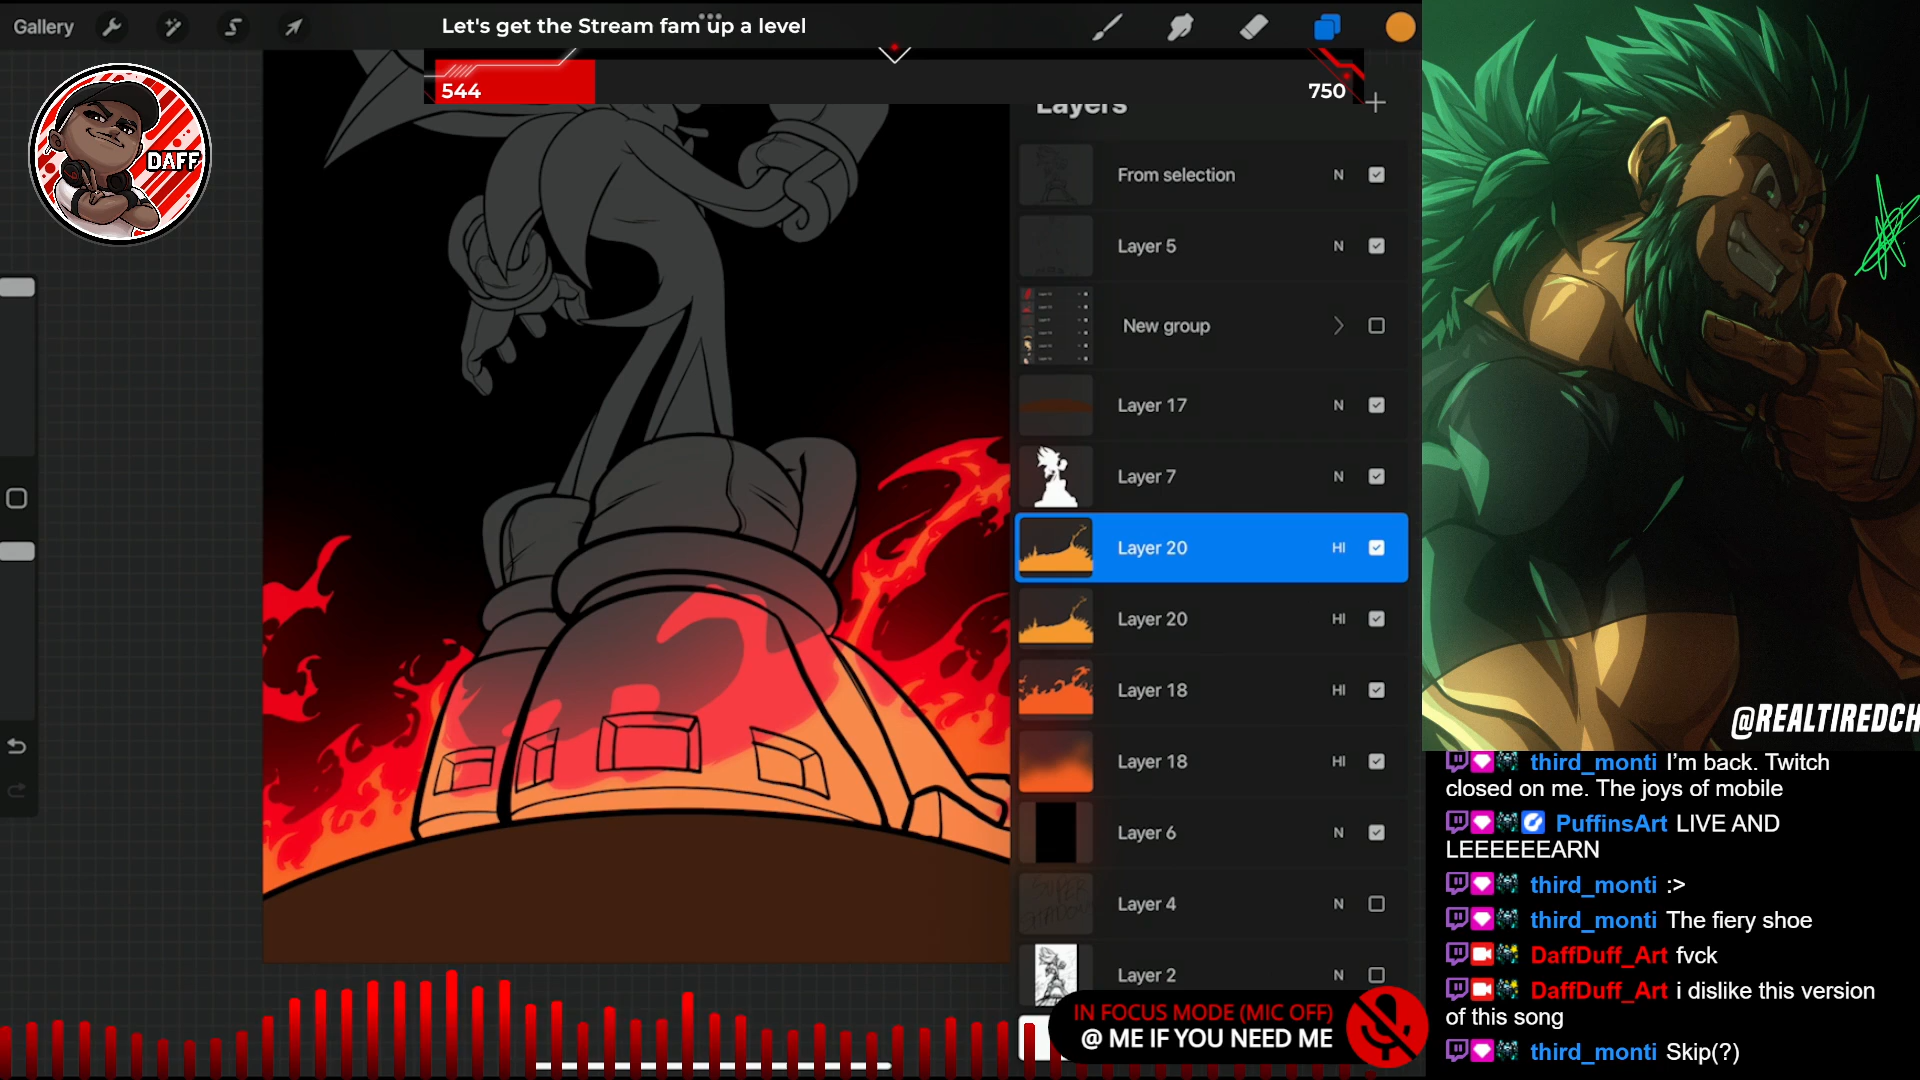 Gallery
Let's get the Stream fam up a level
544
750
DAFF
Layers
From selection N
Layer 5 N
New group
Layer 17 N
Layer 7 N
Layer 20 HI
Layer 20 HI
Layer 18 HI
Layer 18 HI
Layer 6 N
Layer 4 N
Layer 2 N
IN FOCUS MODE (MIC OFF)
@ ME IF YOU NEED ME
@REALTIREDCH
third_monti I'm back. Twitch
closed on me. The joys of mobile
PuffinsArt LIVE AND
LEEEEEEARN
third_monti :>
third_monti The fiery shoe
DaffDuff_Art fvck
DaffDuff_Art i dislike this version
of this song
third_monti Skip(?)